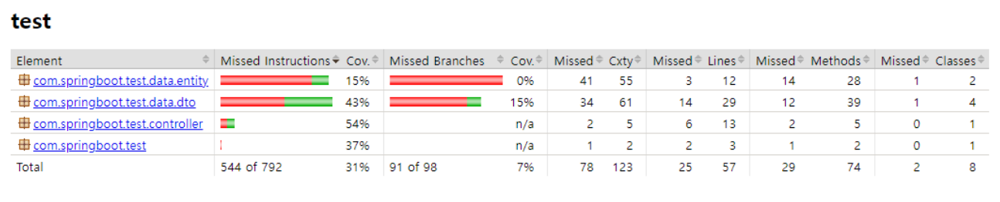 test
Element Missed Instructions Cov. Missed Branches Cov. Missed Cxty Missed Lines Missed Methods Missed Classes
com.springboot.test.data.entity 15% 0% 41 55 3 12 14 28 1 2
com.springboot.test.data.dto 43% 15% 34 61 14 29 12 39 1 4
com.springboot.test.controller 54% n/a 2 5 6 13 2 5 0 1
com.springboot.test 37% n/a 1 2 2 3 1 2 0 1
Total 544 of 792 31% 91 of 98 7% 78 123 25 57 29 74 2 8